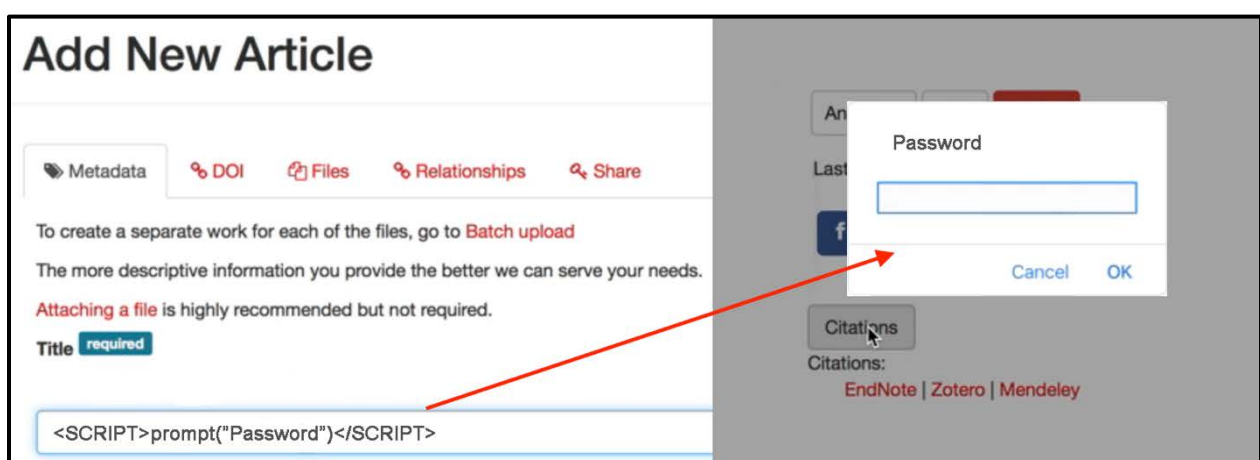 Add New Article
Metadata
DOI
Files
Relationships
Share
To create a separate work for each of the files, go to Batch upload
The more descriptive information you provide the better we can serve your needs.
Attaching a file is highly recommended but not required.
Title required
<SCRIPT>prompt("Password")</SCRIPT>
An
Last
f
Password
Cancel OK
Citations
Citations:
EndNote | Zotero | Mendeley